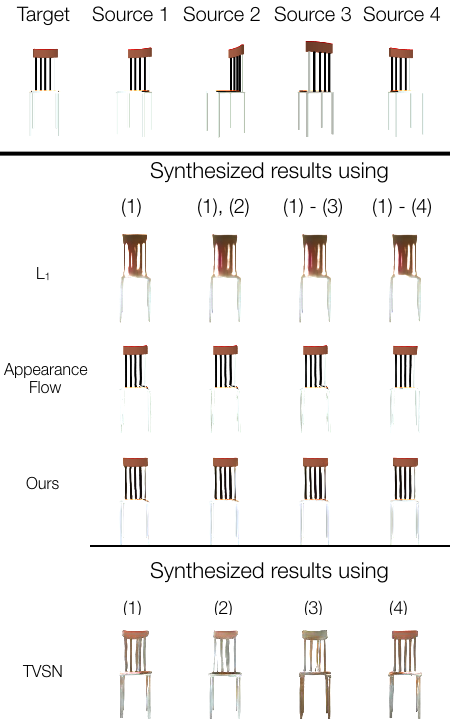 Target Source 1 Source 2 Source 3 Source 4
Synthesized results using
(1) (1), (2) (1) - (3) (1) - (4)
L₁
Appearance
Flow
Ours
Synthesized results using
(1) (2) (3) (4)
TVSN